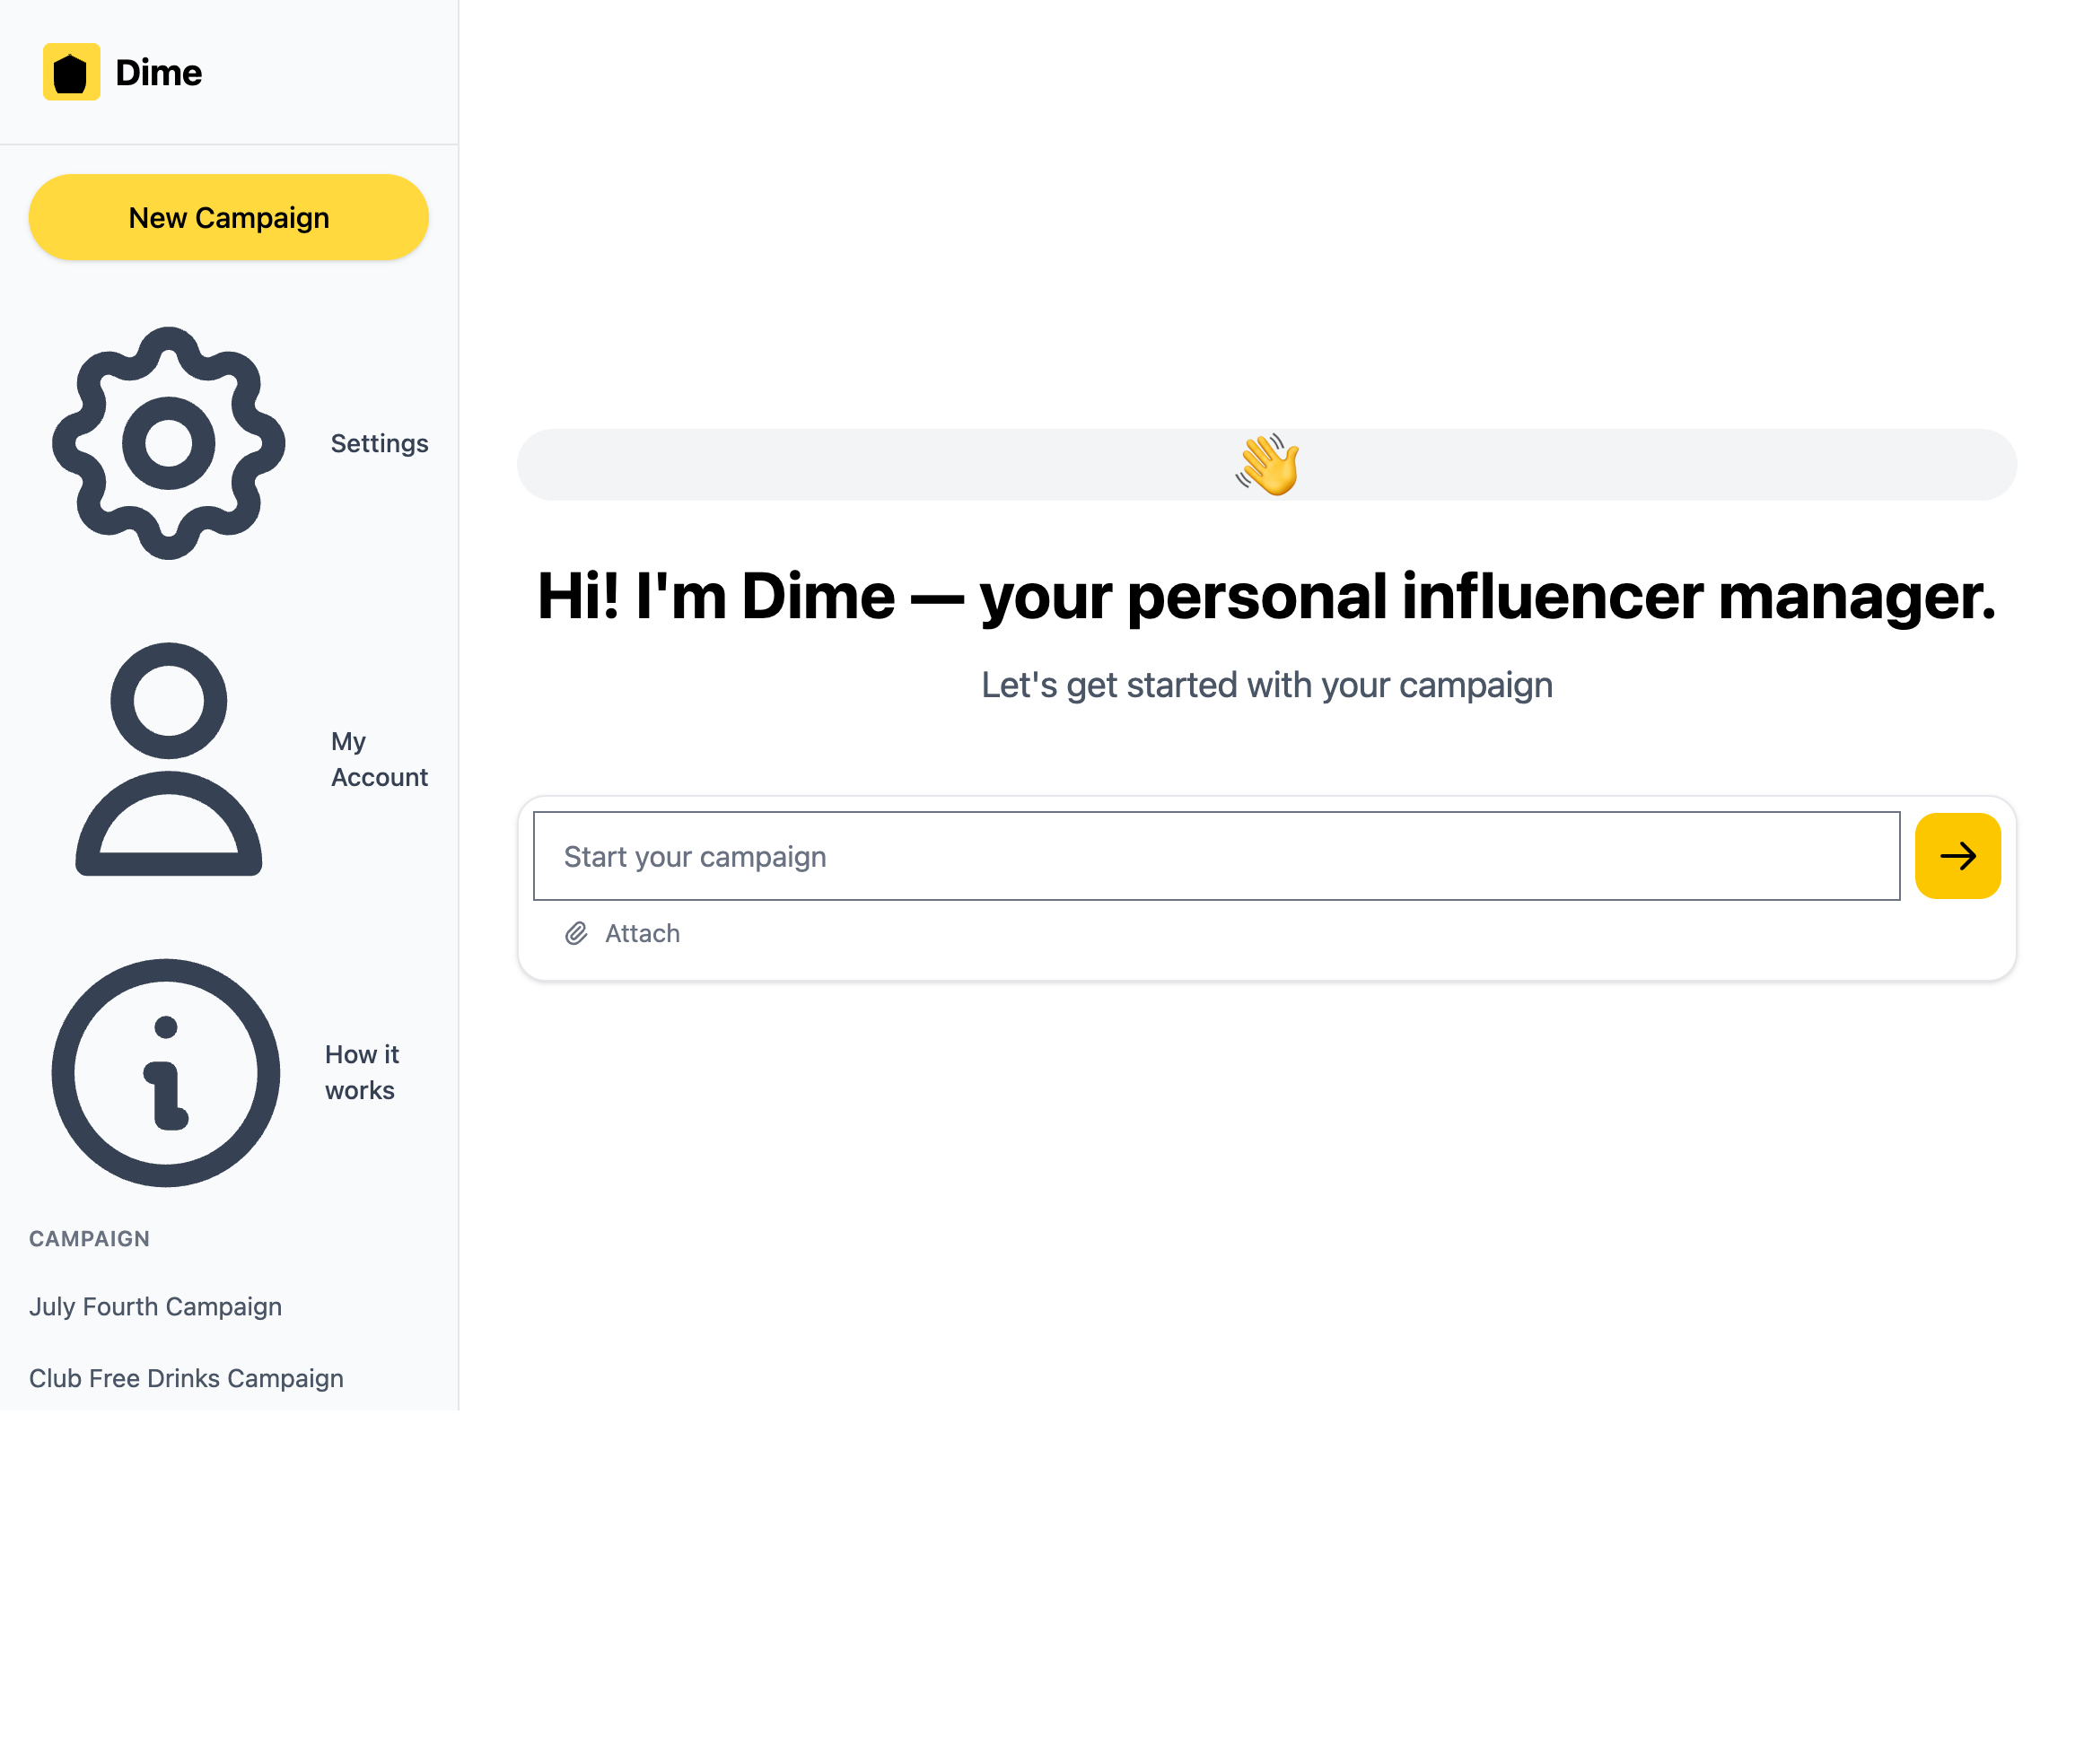 Dime
New Campaign
Settings
My
Account
How it
works
CAMPAIGN
July Fourth Campaign
Club Free Drinks Campaign
Hi! I'm Dime — your personal influencer manager.
Let's get started with your campaign
Start your campaign
Attach